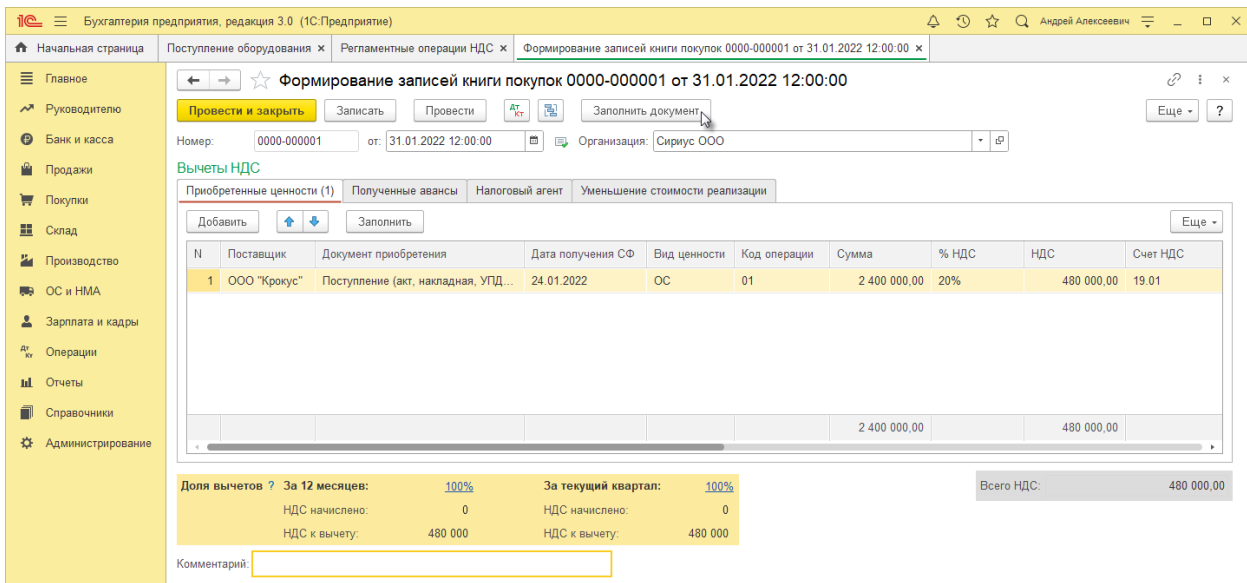 1С Бухгалтерия предприятия, редакция 3.0 (1С:Предприятие) Андрей Алексеевич
Начальная страница Поступление оборудования × Регламентные операции НДС × Формирование записей книги покупок 0000-000001 от 31.01.2022 12:00:00 ×
Главное
Руководителю
Банк и касса
Продажи
Покупки
Склад
Производство
ОС и НМА
Зарплата и кадры
Дт Кт Операции
Отчеты
Справочники
Администрирование
Формирование записей книги покупок 0000-000001 от 31.01.2022 12:00:00
Провести и закрыть Записать Провести Дт Кт Заполнить документ Еще ?
Номер: 0000-000001 от: 31.01.2022 12:00:00 Организация: Сириус ООО
Вычеты НДС
Приобретенные ценности (1) Полученные авансы Налоговый агент Уменьшение стоимости реализации
Добавить Заполнить Еще
N Поставщик Документ приобретения Дата получения СФ Вид ценности Код операции Сумма % НДС НДС Счет НДС
1 ООО "Крокус" Поступление (акт, накладная, УПД... 24.01.2022 ОС 01 2 400 000,00 20% 480 000,00 19.01
2 400 000,00 480 000,00
Доля вычетов ? За 12 месяцев: 100% За текущий квартал: 100% Всего НДС: 480 000,00
НДС начислено: 0 НДС начислено: 0
НДС к вычету: 480 000 НДС к вычету: 480 000
Комментарий: